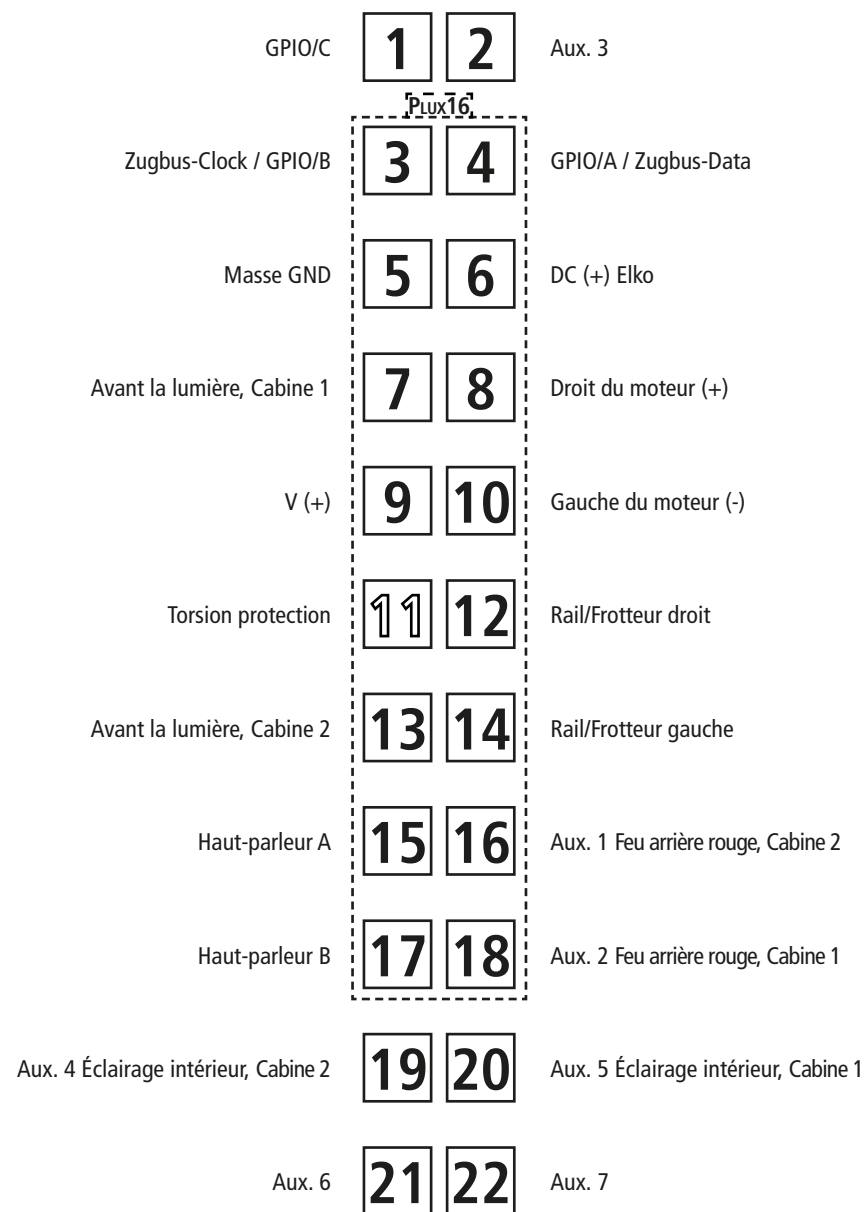 GPIO/C 1 2 Aux. 3
PLUX16
Zugbus-Clock / GPIO/B 3 4 GPIO/A / Zugbus-Data
Masse GND 5 6 DC (+) Elko
Avant la lumière, Cabine 1 7 8 Droit du moteur (+)
V (+) 9 10 Gauche du moteur (-)
Torsion protection 11 12 Rail/Frotteur droit
Avant la lumière, Cabine 2 13 14 Rail/Frotteur gauche
Haut-parleur A 15 16 Aux. 1 Feu arrière rouge, Cabine 2
Haut-parleur B 17 18 Aux. 2 Feu arrière rouge, Cabine 1
Aux. 4 Éclairage intérieur, Cabine 2 19 20 Aux. 5 Éclairage intérieur, Cabine 1
Aux. 6 21 22 Aux. 7